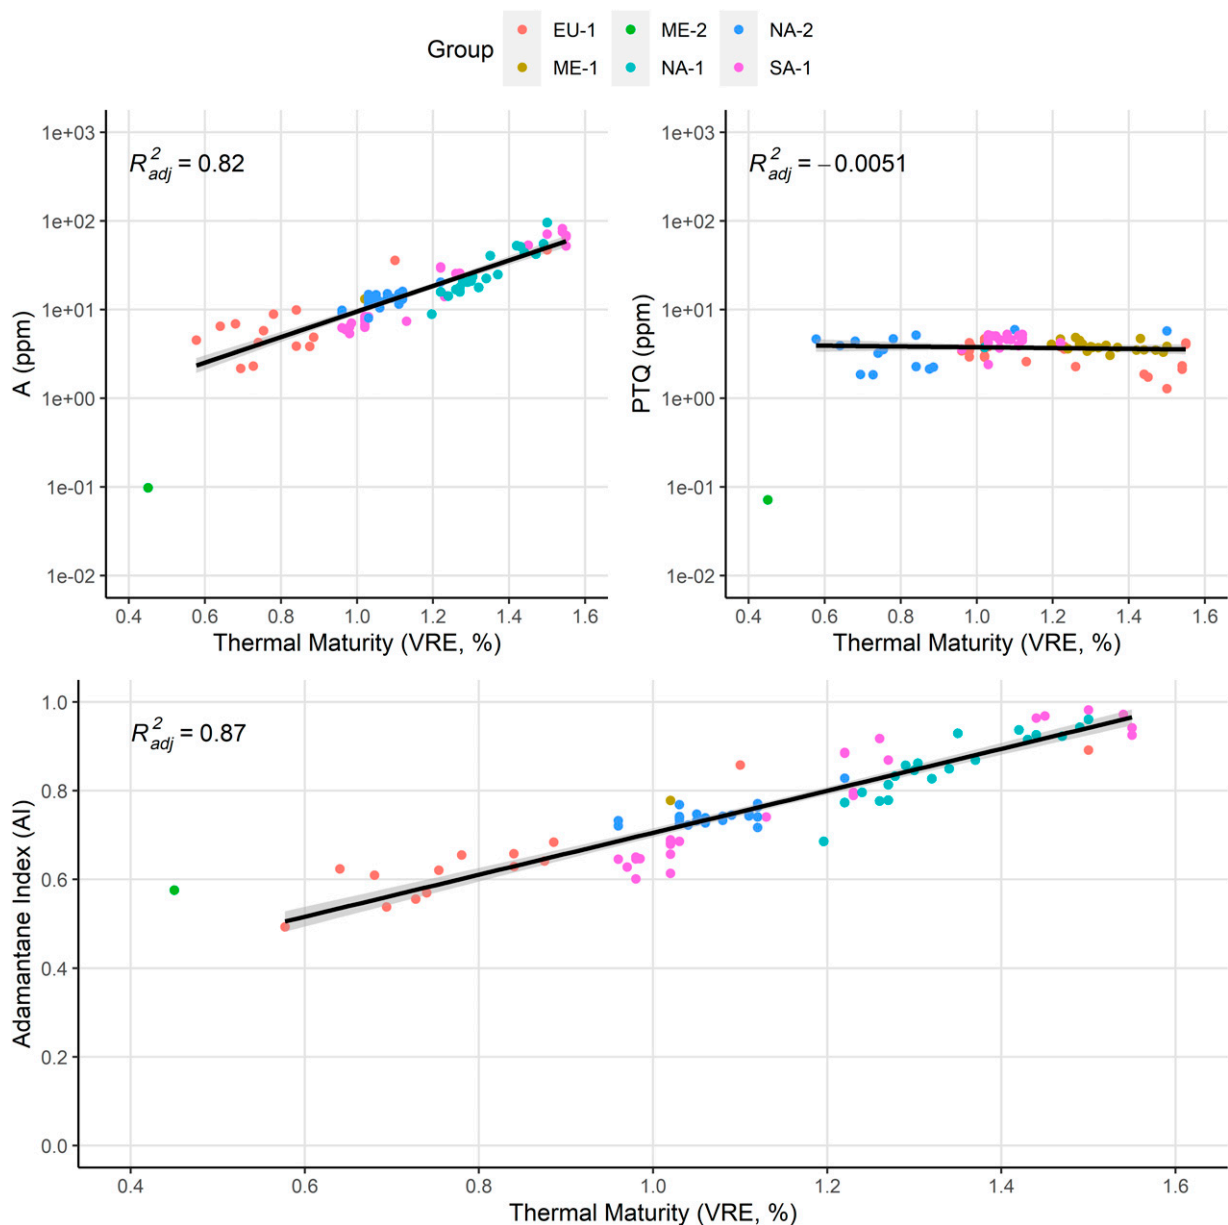 Group EU-1 ME-2 NA-2
ME-1 NA-1 SA-1
1e+03
1e+02
1e+01
1e+00
1e-01
1e-02
A (ppm)
R²adj = 0.82
0.4 0.6 0.8 1.0 1.2 1.4 1.6
Thermal Maturity (VRE, %)
1e+03
1e+02
1e+01
1e+00
1e-01
1e-02
PTQ (ppm)
R²adj = −0.0051
0.4 0.6 0.8 1.0 1.2 1.4 1.6
Thermal Maturity (VRE, %)
1.0
0.8
0.6
0.4
0.2
0.0
Adamantane Index (AI)
R²adj = 0.87
0.4 0.6 0.8 1.0 1.2 1.4 1.6
Thermal Maturity (VRE, %)